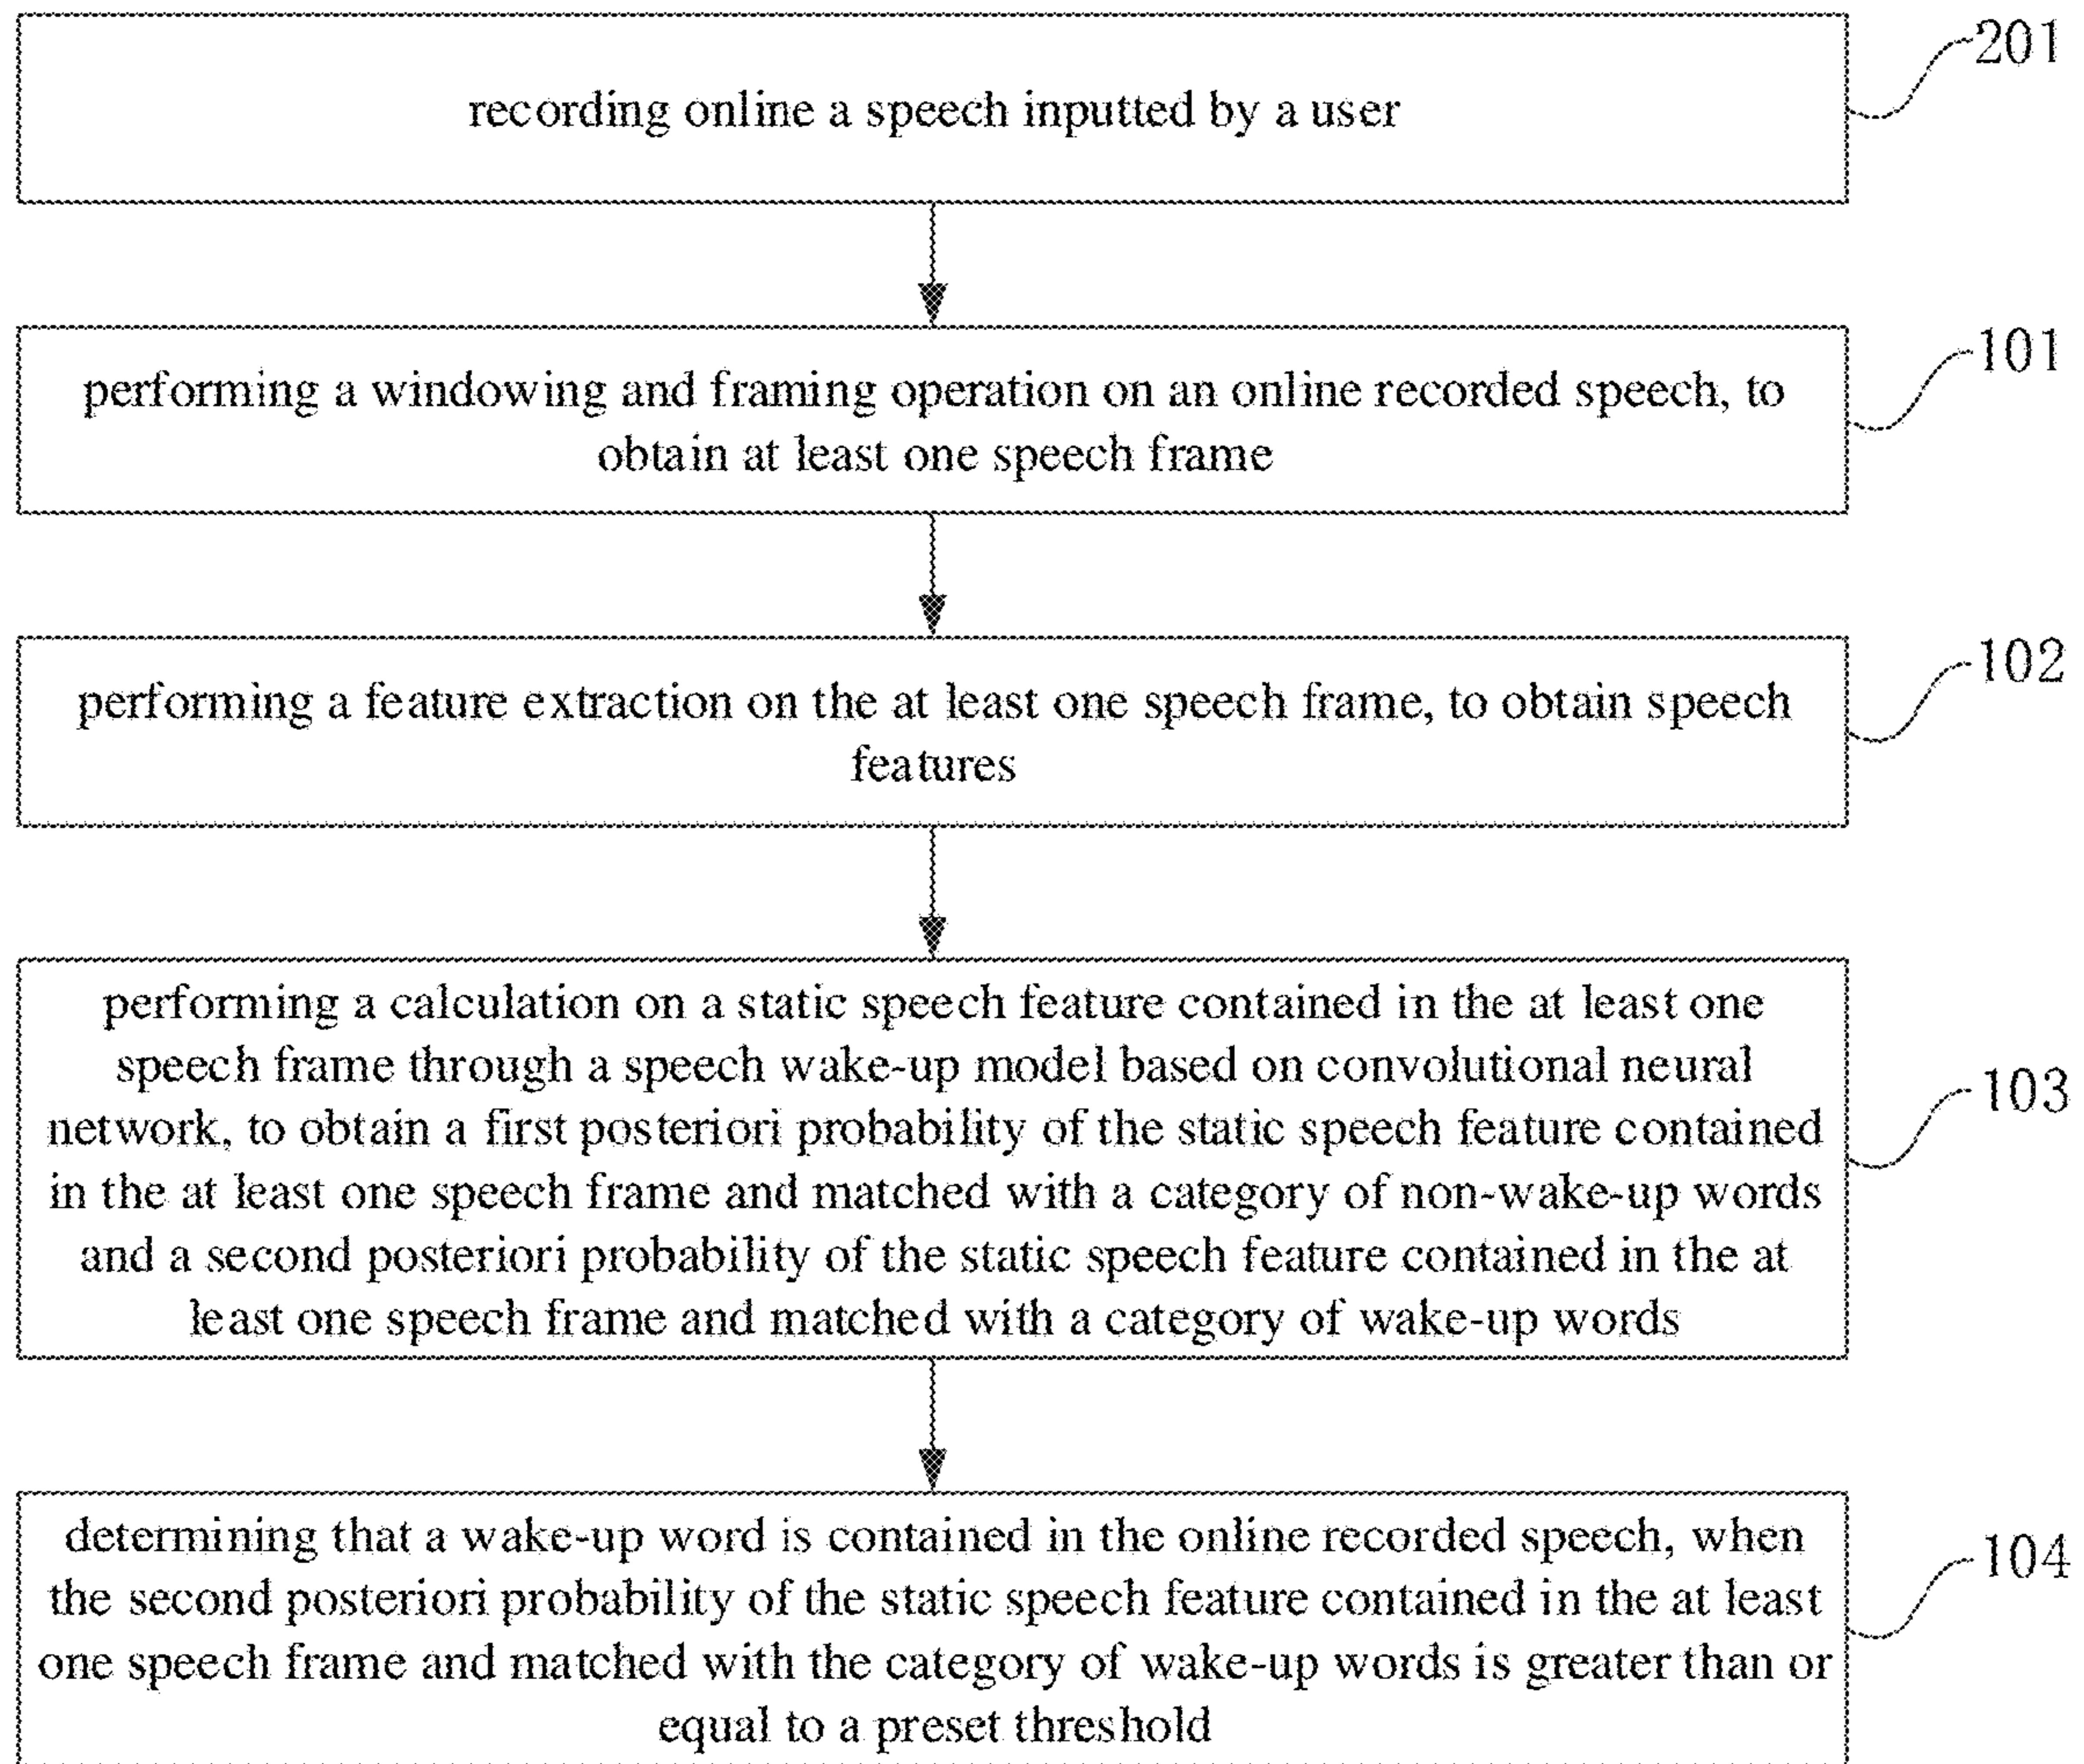 201
recording online a speech inputted by a user
101
performing a windowing and framing operation on an online recorded speech, to
obtain at least one speech frame
102
performing a feature extraction on the at least one speech frame, to obtain speech
features
performing a calculation on a static speech feature contained in the at least one
speech frame through a speech wake-up model based on convolutional neural
103
network, to obtain a first posteriori probability of the static speech feature contained
in the at least one speech frame and matched with a category of non-wake-up words
and a second posteriori probability of the static speech feature contained in the at
least one speech frame and matched with a category of wake-up words
determining that a wake-up word is contained in the online recorded speech, when
104
the second posteriori probability of the static speech feature contained in the at least
one speech frame and matched with the category of wake-up words is greater than or
equal to a preset threshold